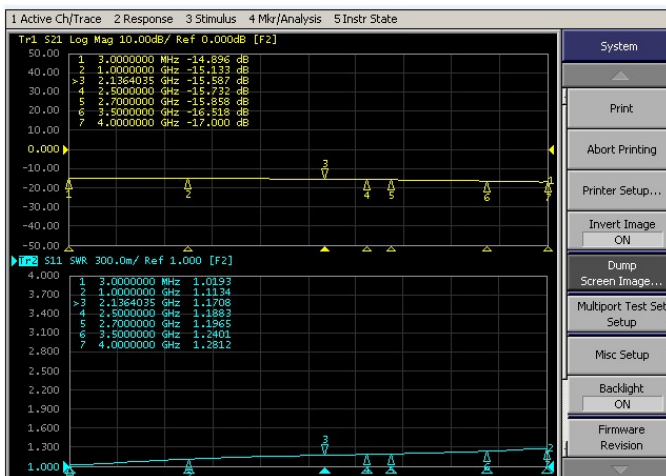 1 Active Ch/Trace 2 Response 3 Stimulus 4 Mkr/Analysis 5 Instr State
Tr1 S21 Log Mag 10.00dB/ Ref 0.000dB [F2]
50.00
40.00
30.00
20.00
10.00
0.000
-10.00
-20.00
-30.00
-40.00
-50.00
1 3.0000000 MHz -14.896 dB
2 1.0000000 GHz -15.133 dB
>3 2.1364035 GHz -15.587 dB
4 2.5000000 GHz -15.732 dB
5 2.7000000 GHz -15.858 dB
6 3.5000000 GHz -16.518 dB
7 4.0000000 GHz -17.000 dB
3
1 2 4 5 6 7
1
Tr2 S11 SWR 300.0m/ Ref 1.000 [F2]
4.000
3.700
3.400
3.100
2.800
2.500
2.200
1.900
1.600
1.300
1.000
1 3.0000000 MHz 1.0193
2 1.0000000 GHz 1.1134
>3 2.1364035 GHz 1.1708
4 2.5000000 GHz 1.1883
5 2.7000000 GHz 1.1965
6 3.5000000 GHz 1.2401
7 4.0000000 GHz 1.2812
3
2
System
Print
Abort Printing
Printer Setup...
Invert Image
ON
Dump
Screen Image...
Multiport Test Set
Setup
Misc Setup
Backlight
ON
Firmware
Revision